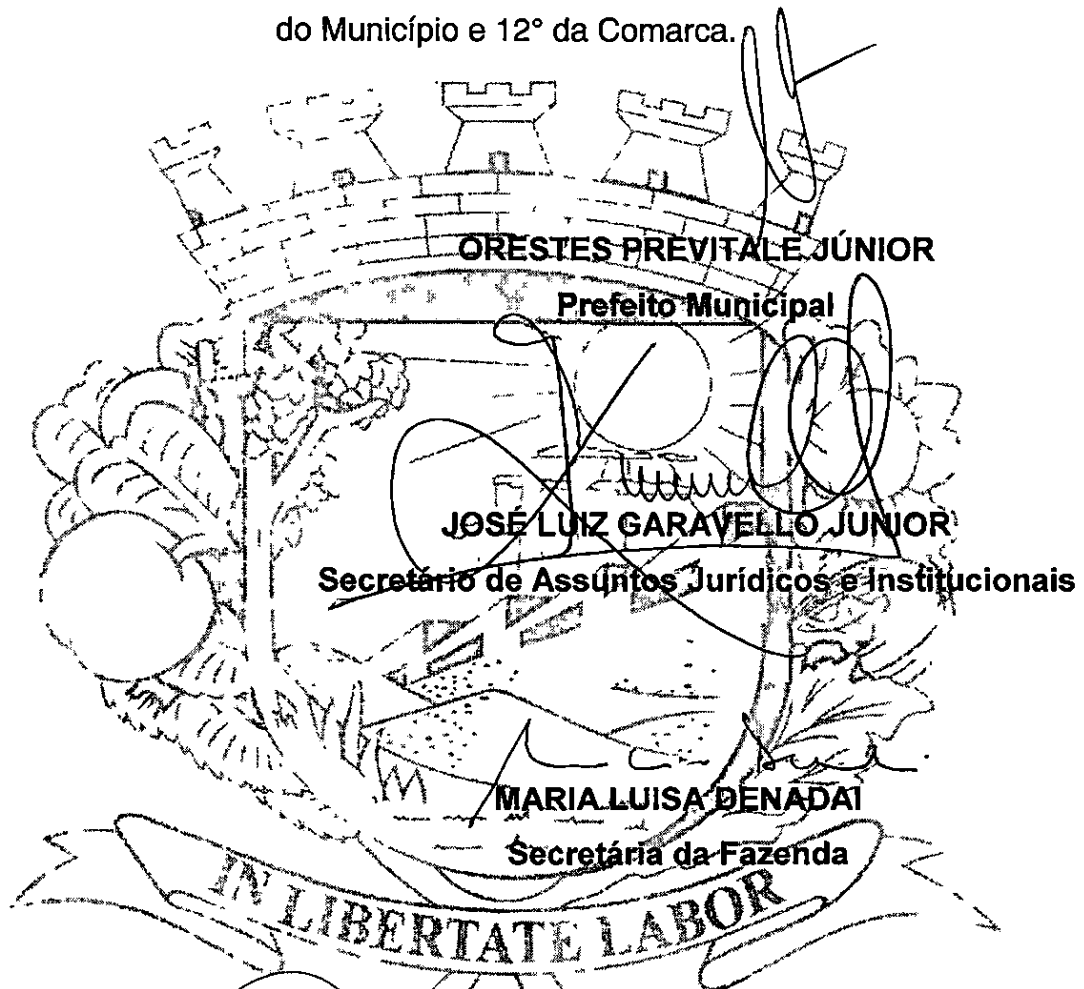 do Município e 12° da Comarca.
ORESTES PREVITALE JÚNIOR
Prefeito Municipal
JOSÉ LUIZ GARAVELLO JUNIOR
Secretário de Assuntos Jurídicos e Institucionais
MARIA LUISA DENADAI
Secretária da Fazenda
IN LIBERTATE LABOR